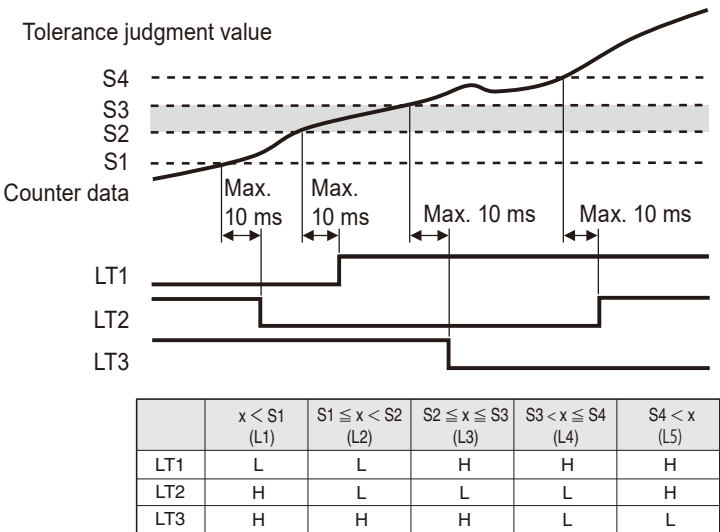 Tolerance judgment value
S4
S3
S2
S1
Counter data
Max. 10 ms
Max. 10 ms
Max. 10 ms
Max. 10 ms
LT1
LT2
LT3
x < S1 (L1) S1 ≦ x < S2 (L2) S2 ≦ x ≦ S3 (L3) S3 < x ≦ S4 (L4) S4 < x (L5)
LT1 L L H H H
LT2 H L L L H
LT3 H H H L L